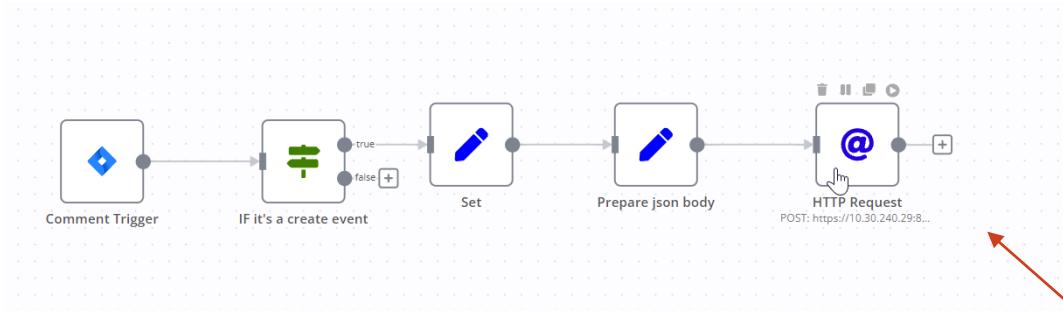 true
false
Comment Trigger
IF it's a create event
Set
Prepare json body
HTTP Request
POST: https://10.30.240.29:8...